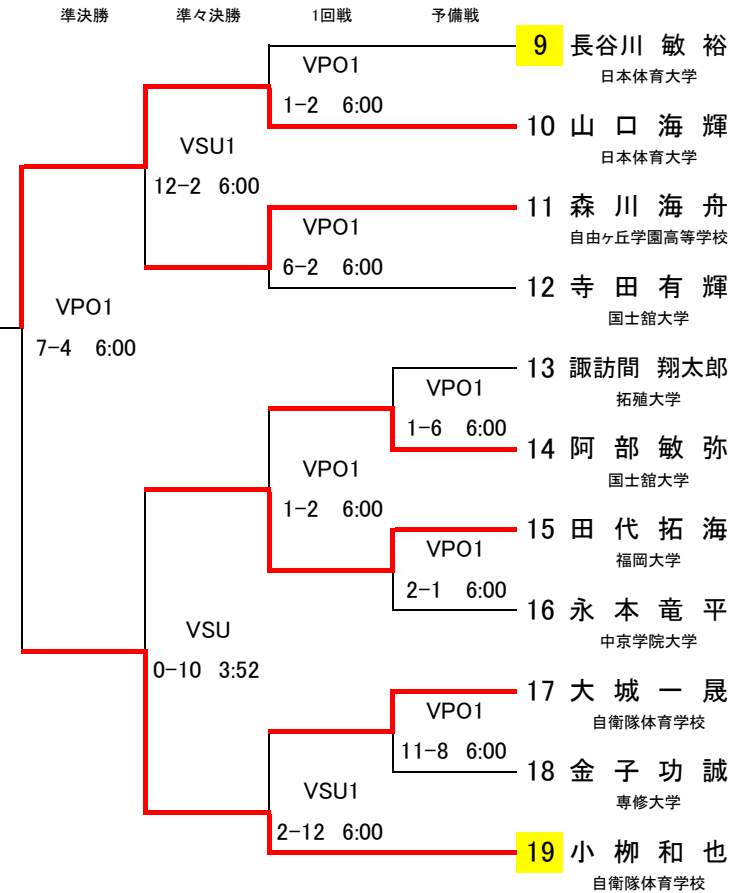 準決勝 準々決勝 1回戦 予備戦
9 長谷川 敏 裕
日本体育大学
VPO1
1-2 6:00
10 山 口 海 輝
日本体育大学
VSU1
12-2 6:00
11 森 川 海 舟
自由ヶ丘学園高等学校
VPO1
6-2 6:00
12 寺 田 有 輝
国士舘大学
VPO1
7-4 6:00
13 諏訪間 翔太郎
拓殖大学
VPO1
1-6 6:00
14 阿 部 敏 弥
国士舘大学
VPO1
1-2 6:00
15 田 代 拓 海
福岡大学
VPO1
2-1 6:00
16 永 本 竜 平
中京学院大学
VSU
0-10 3:52
17 大 城 一 晟
自衛隊体育学校
VPO1
11-8 6:00
18 金 子 功 誠
専修大学
VSU1
2-12 6:00
19 小 栁 和 也
自衛隊体育学校